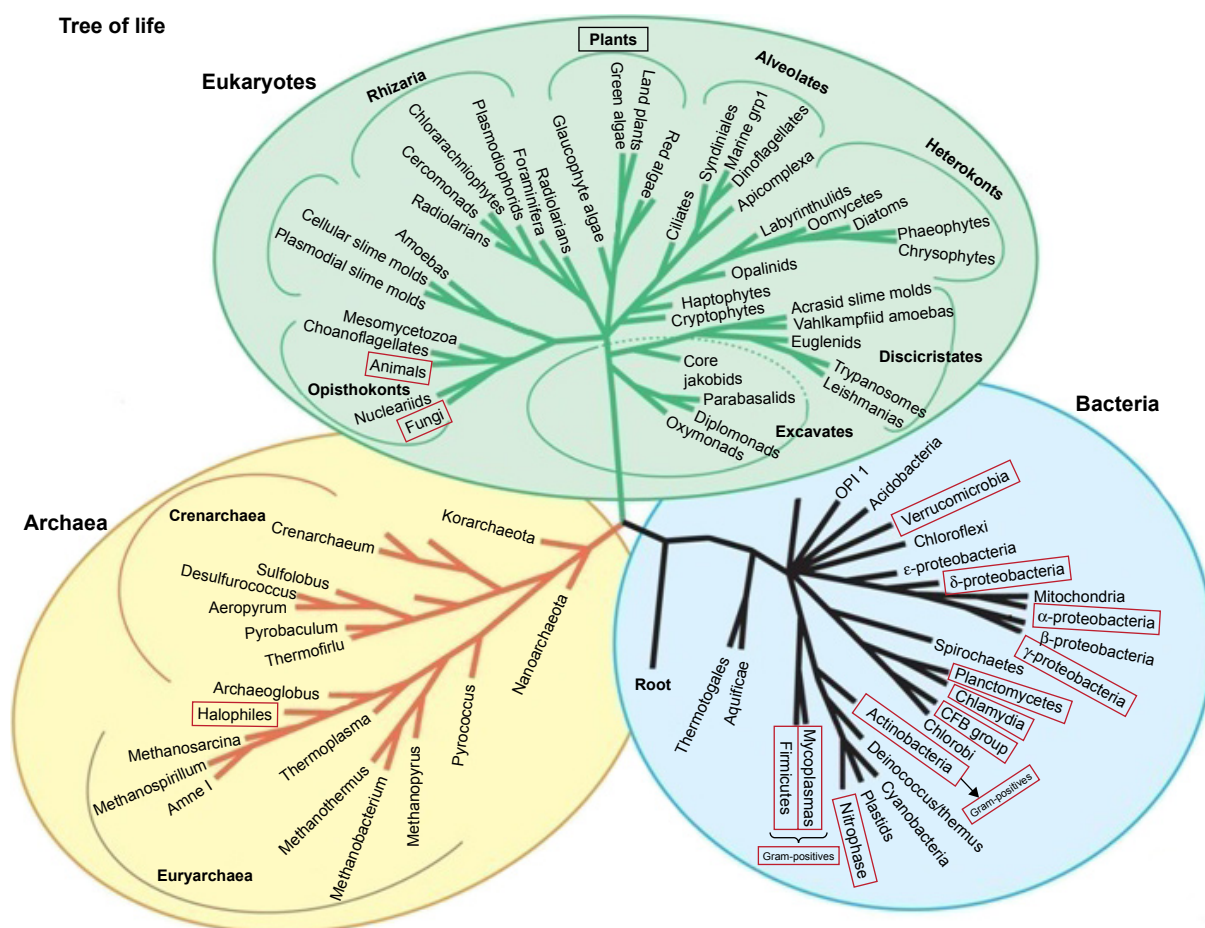 Tree of life
Eukaryotes
Rhizaria
Plants
Alveolates
Heterokonts
Chlorarachniophytes
Cercomonads
Radiolarians
Plasmodiophorids
Foraminifera
Radiolarians
Glaucophyte algae
Green algae
Land plants
Red algae
Ciliates
Syndiniales
Marine grp1
Dinoflagellates
Apicomplexa
Labyrinthulids
Oomycetes
Diatoms
Phaeophytes
Chrysophytes
Opalinids
Haptophytes
Cryptophytes
Amoebas
Cellular slime molds
Plasmodial slime molds
Mesomycetozoa
Choanoflagellates
Animals
Opisthokonts
Nucleariids
Fungi
Acrasid slime molds
Vahlkampfiid amoebas
Euglenids
Discicristates
Trypanosomes
Leishmanias
Core
jakobids
Parabasalids
Diplomonads
Oxymonads
Excavates
Archaea
Crenarchaea
Crenarchaeum
Korarchaeota
Sulfolobus
Desulfurococcus
Aeropyrum
Pyrobaculum
Thermofirlu
Nanoarchaeota
Archaeoglobus
Halophiles
Methanosarcina
Methanospirillum
Amne I
Thermoplasma
Methanothermus
Methanobacterium
Methanopyrus
Pyrococcus
Euryarchaea
Bacteria
OPI 1
Acidobacteria
Verrucomicrobia
Chloroflexi
ε-proteobacteria
δ-proteobacteria
Mitochondria
α-proteobacteria
β-proteobacteria
γ-proteobacteria
Spirochaetes
Planctomycetes
Chlamydia
CFB group
Chlorobi
Actinobacteria
Gram-positives
Deinococcus/thermus
Cyanobacteria
Plastids
Nitrophase
Mycoplasmas
Firmicutes
Gram-positives
Aquificae
Thermotogales
Root